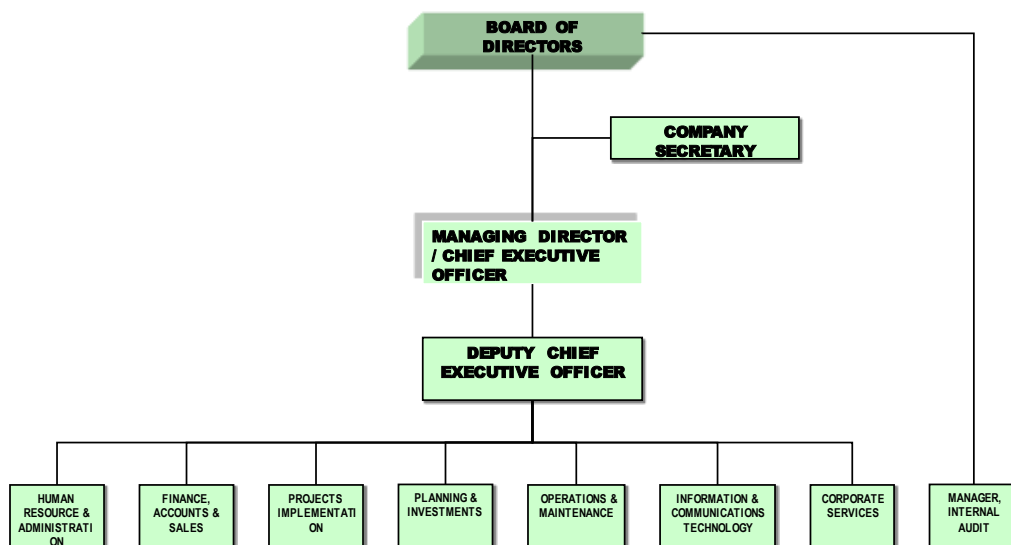 BOARD OF
DIRECTORS
COMPANY
SECRETARY
MANAGING DIRECTOR
/ CHIEF EXECUTIVE
OFFICER
DEPUTY CHIEF
EXECUTIVE OFFICER
HUMAN
RESOURCE &
ADMINISTRATI
ON
FINANCE,
ACCOUNTS &
SALES
PROJECTS
IMPLEMENTATI
ON
PLANNING &
INVESTMENTS
OPERATIONS &
MAINTENANCE
INFORMATION &
COMMUNICATIONS
TECHNOLOGY
CORPORATE
SERVICES
MANAGER,
INTERNAL
AUDIT